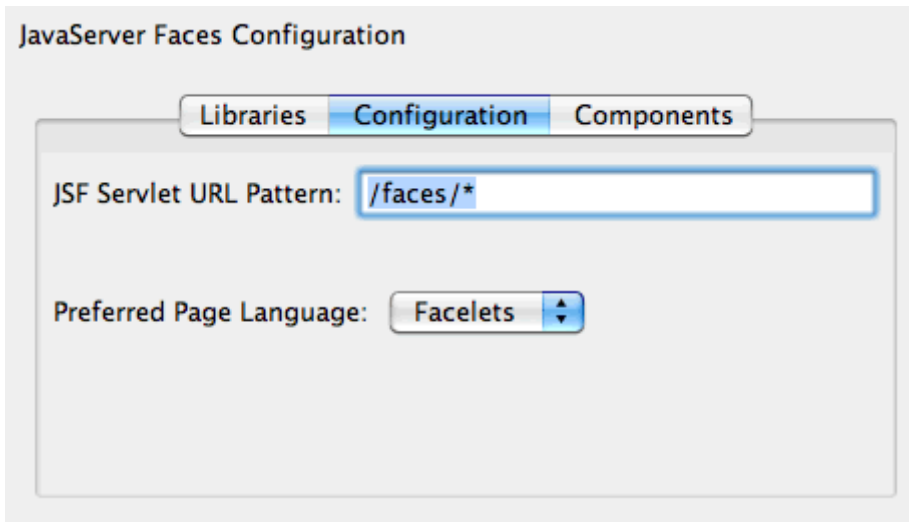 JavaServer Faces Configuration
Libraries Configuration Components
JSF Servlet URL Pattern: /faces/*
Preferred Page Language: Facelets